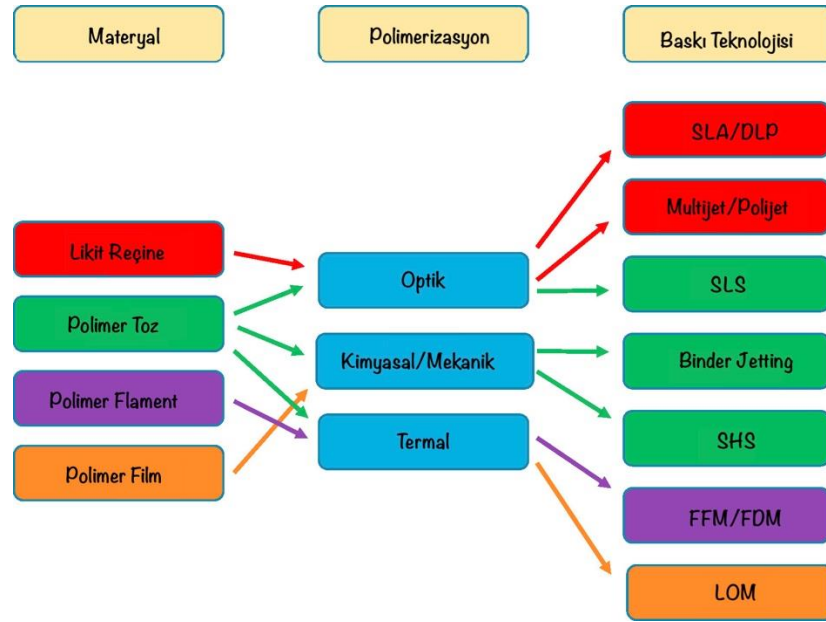 Materyal
Polimerizasyon
Baskı Teknolojisi
SLA/DLP
Multijet/Polijet
Likit Reçine
Optik
SLS
Polimer Toz
Kimyasal/Mekanik
Binder Jetting
Polimer Flament
Termal
SHS
Polimer Film
FFM/FDM
LOM